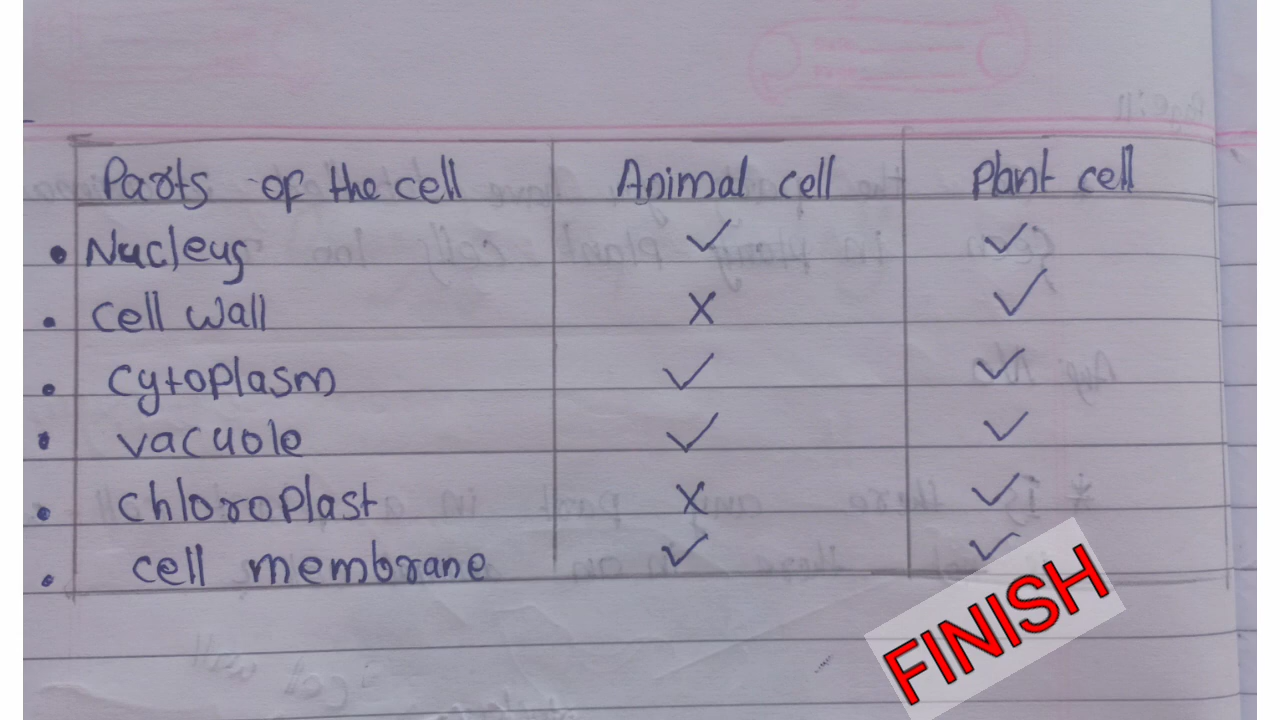 Parts of the cell Animal cell Plant cell
• Nucleus ✓ ✓
• cell wall x ✓
• cytoplasm ✓ ✓
• vacuole ✓ ✓
• chloroplast x ✓
• cell membrane ✓ ✓
FINISH